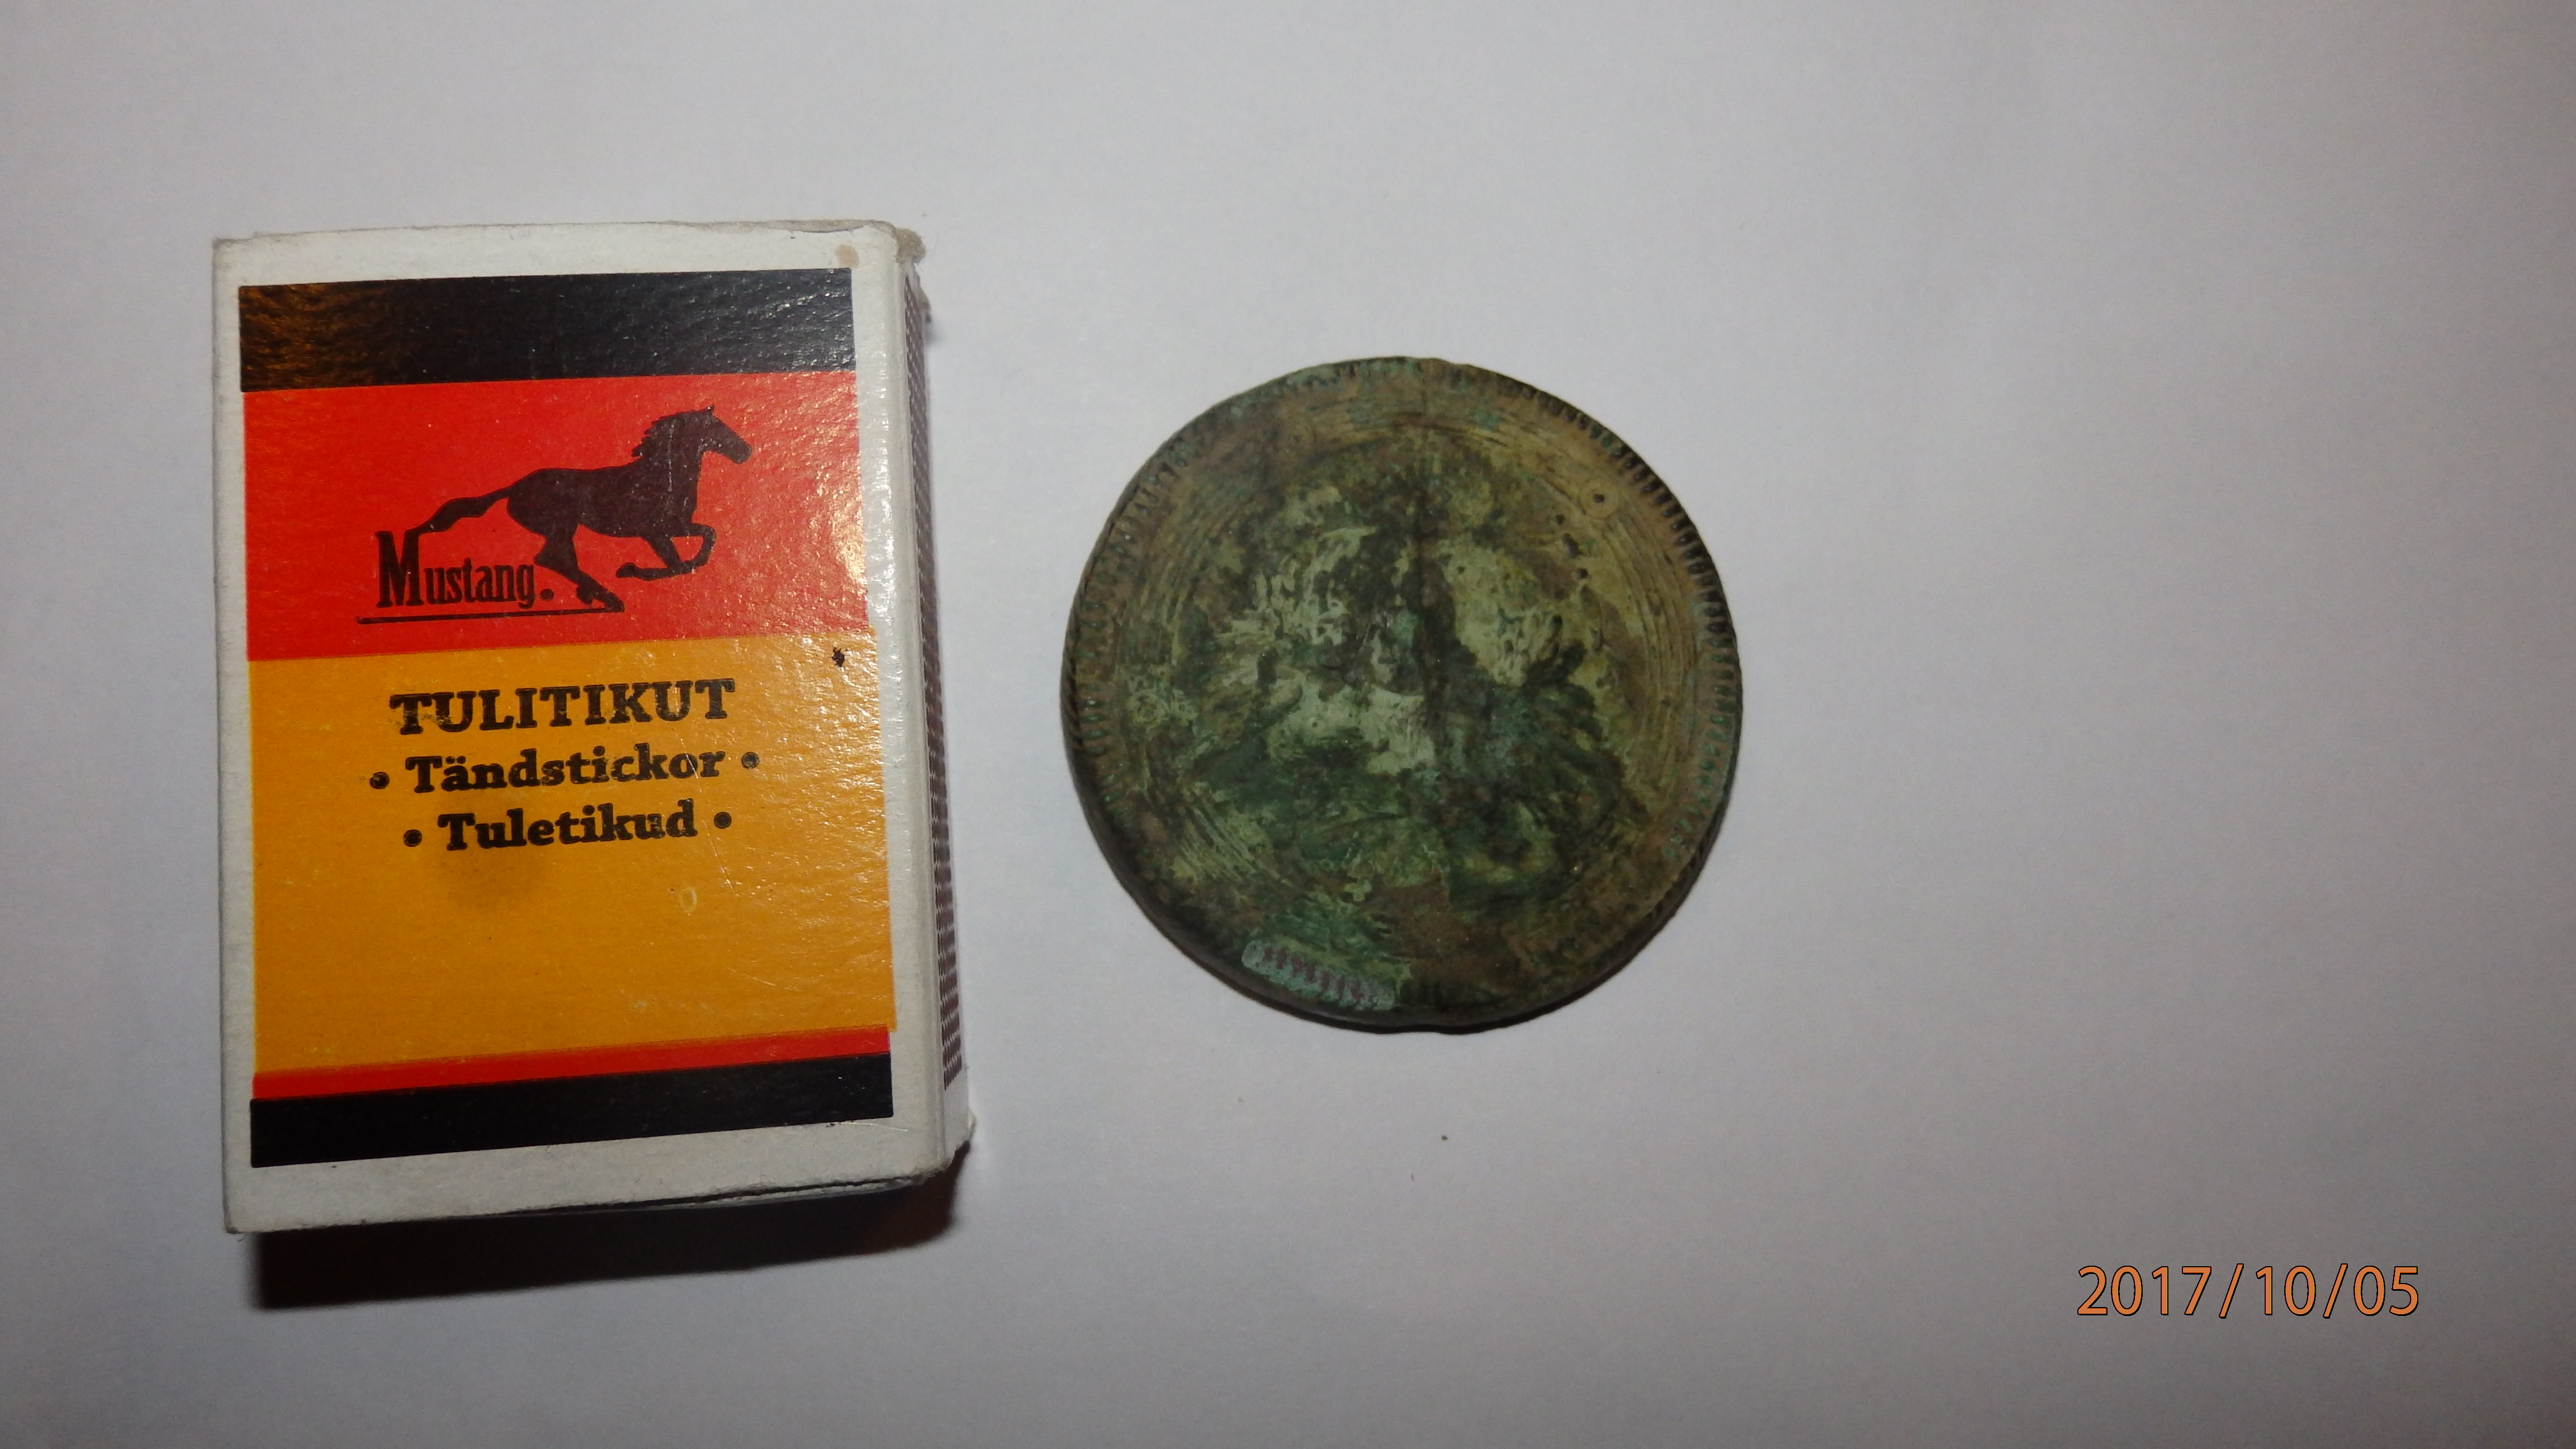 Mustang.
TULITIKUT
• Tändstickor •
• Tuletikud •
2017/10/05